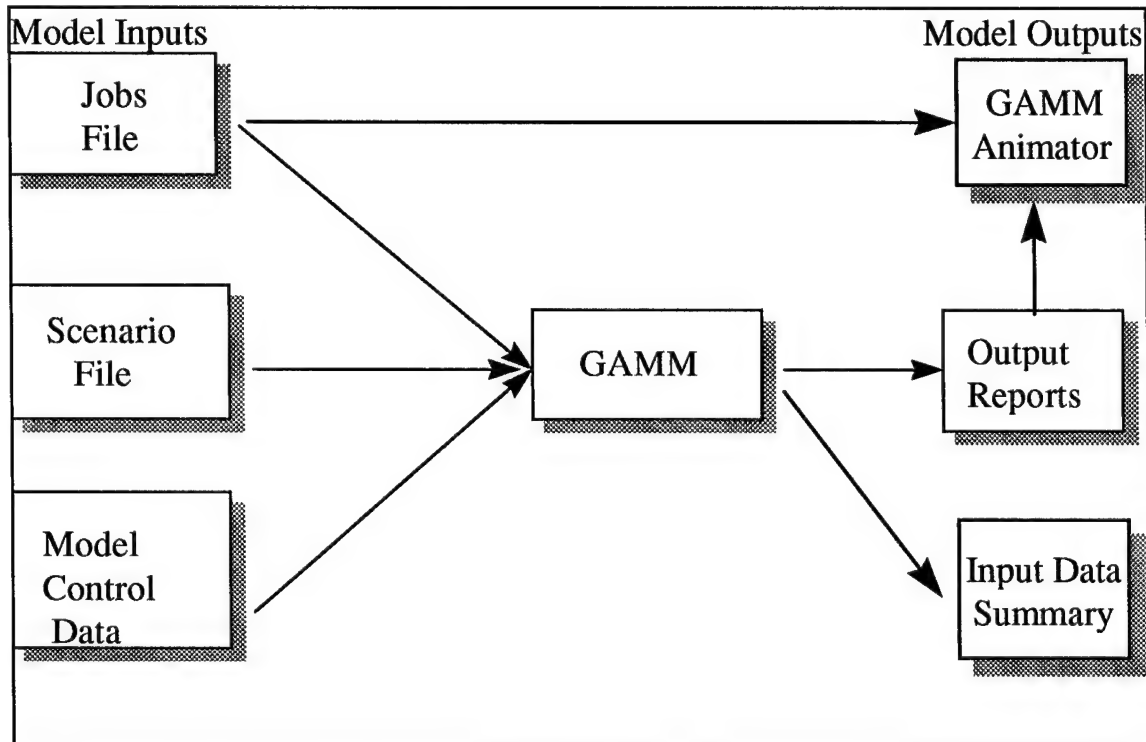 Model Inputs
Model Outputs
Jobs
File
GAMM
Animator
Scenario
File
GAMM
Output
Reports
Model
Control
Data
Input Data
Summary